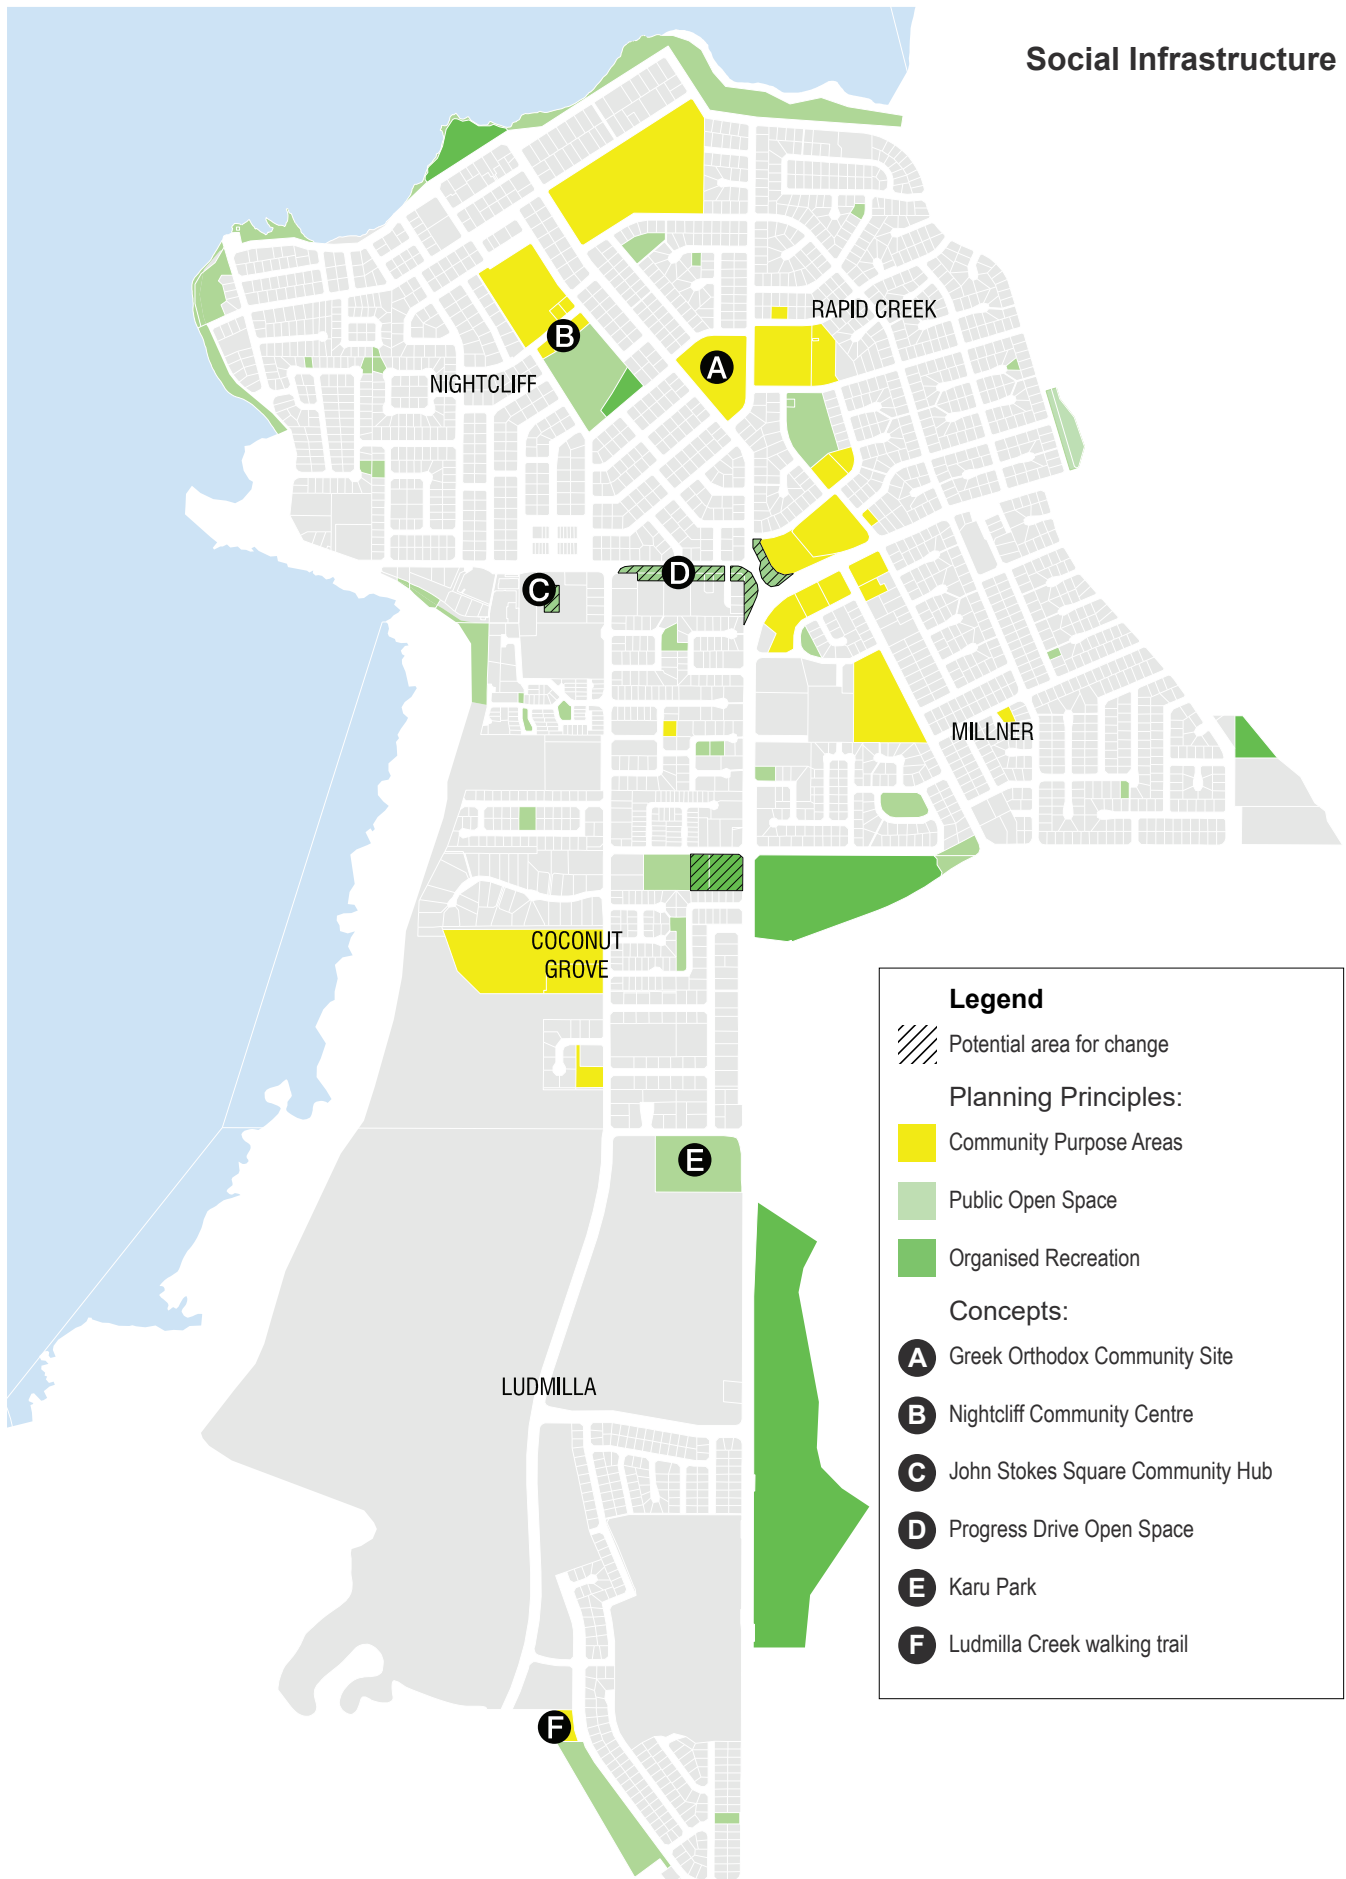 Social Infrastructure
RAPID CREEK
A
B
NIGHTCLIFF
D
C
MILLNER
COCONUT
GROVE
E
LUDMILLA
F
Legend
Potential area for change
Planning Principles:
Community Purpose Areas
Public Open Space
Organised Recreation
Concepts:
A Greek Orthodox Community Site
B Nightcliff Community Centre
C John Stokes Square Community Hub
D Progress Drive Open Space
E Karu Park
F Ludmilla Creek walking trail